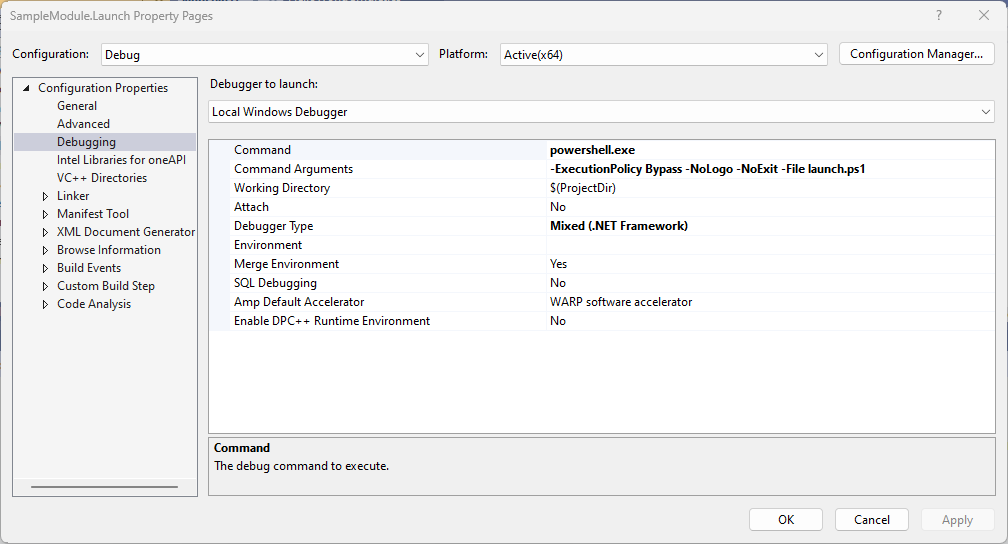 SampleModule.Launch Property Pages
?
Configuration: Debug Platform: Active(x64) Configuration Manager...
Configuration Properties
General
Advanced
Debugging
Intel Libraries for oneAPI
VC++ Directories
Linker
Manifest Tool
XML Document Generator
Browse Information
Build Events
Custom Build Step
Code Analysis
Debugger to launch:
Local Windows Debugger
Command powershell.exe
Command Arguments -ExecutionPolicy Bypass -NoLogo -NoExit -File launch.ps1
Working Directory $(ProjectDir)
Attach No
Debugger Type Mixed (.NET Framework)
Environment
Merge Environment Yes
SQL Debugging No
Amp Default Accelerator WARP software accelerator
Enable DPC++ Runtime Environment No
Command
The debug command to execute.
OK Cancel Apply